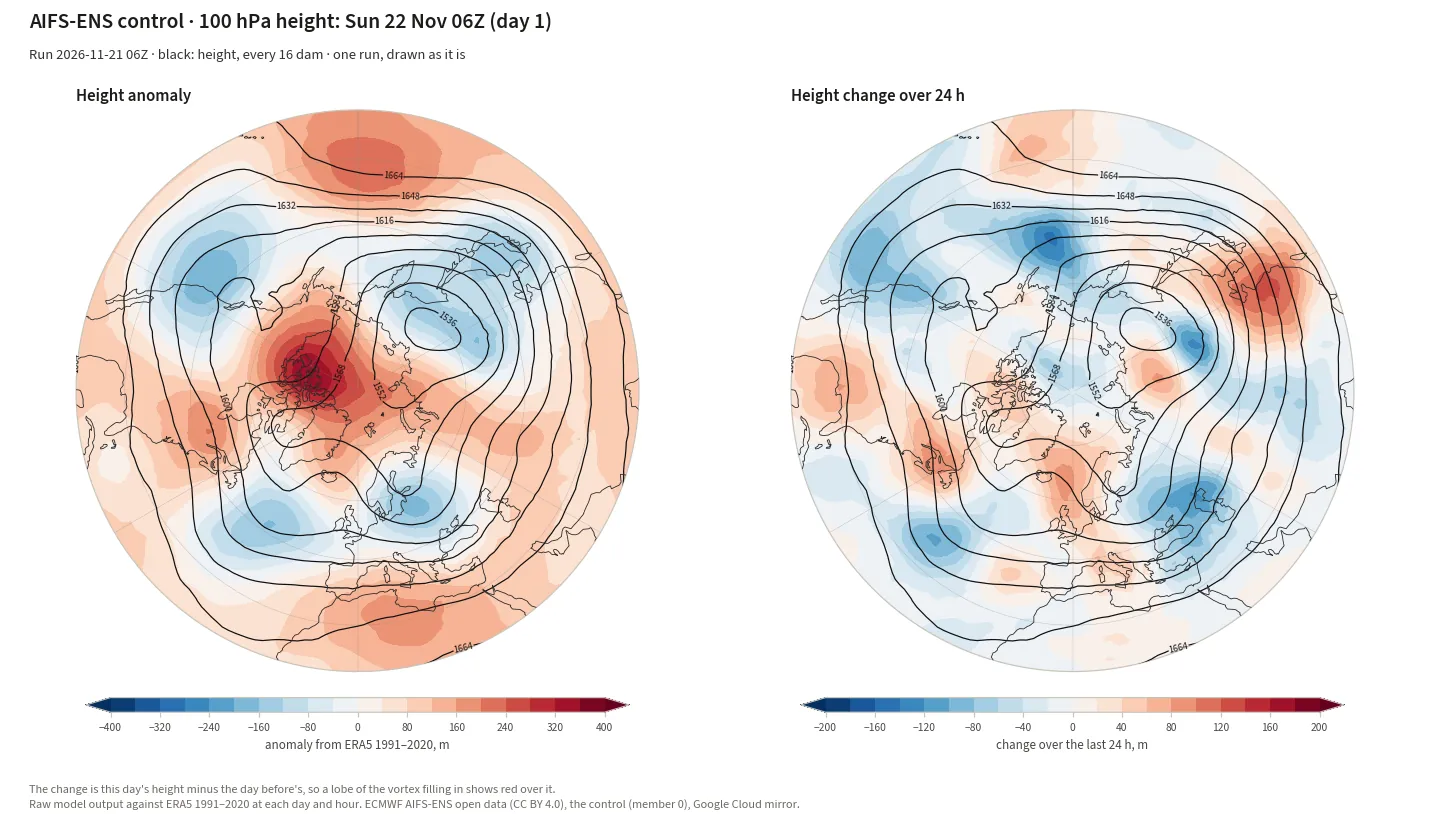 AIFS-ENS control · 100 hPa height: Sun 22 Nov 06Z (day 1)
Run 2026-11-21 06Z · black: height, every 16 dam · one run, drawn as it is
Height anomaly
Height change over 24 h
1664
1648
1632
1616
1536
1568
1552
1600
1664
1664
1648
1632
1616
1536
1568
1552
1600
1664
−400 −320 −240 −160 −80 0 80 160 240 320 400
anomaly from ERA5 1991–2020, m
−200 −160 −120 −80 −40 0 40 80 120 160 200
change over the last 24 h, m
The change is this day's height minus the day before's, so a lobe of the vortex filling in shows red over it.
Raw model output against ERA5 1991–2020 at each day and hour. ECMWF AIFS-ENS open data (CC BY 4.0), the control (member 0), Google Cloud mirror.